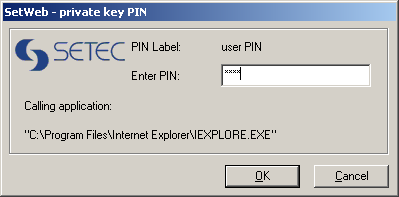 SetWeb - private key PIN
SETEC
PIN Label: user PIN
Enter PIN: ****
Calling application:
"C:\Program Files\Internet Explorer\IEXPLORE.EXE"
OK Cancel